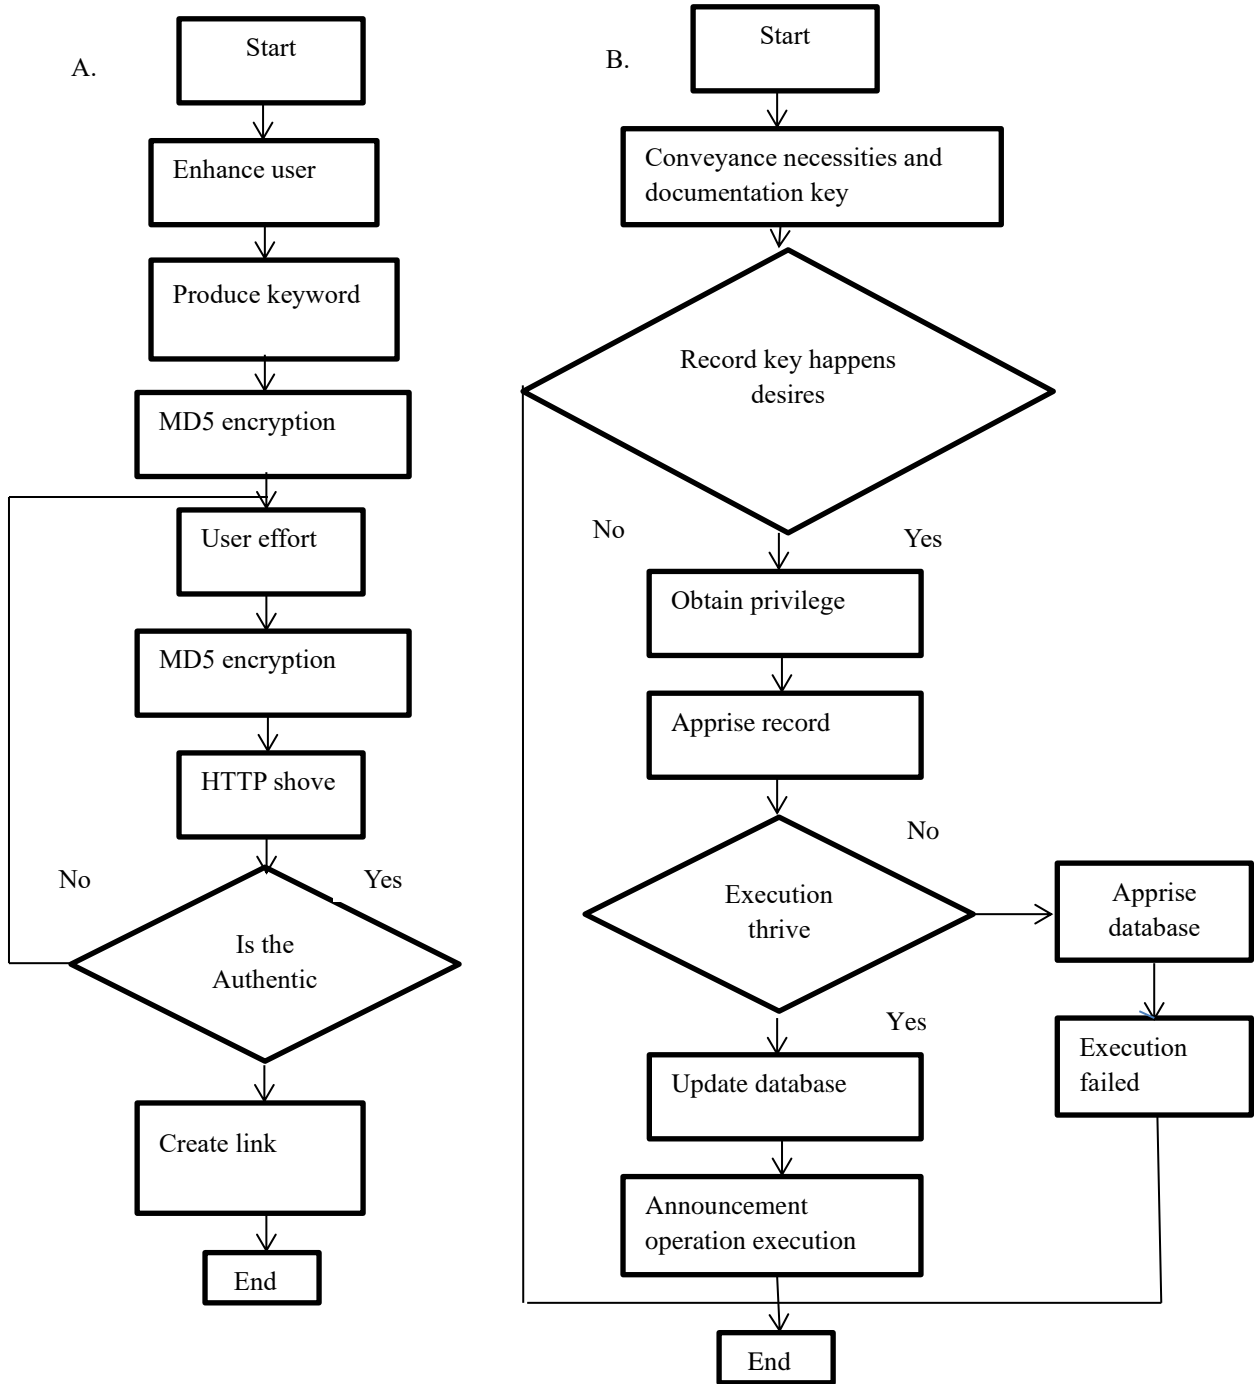 A.
Start
Enhance user
Produce keyword
MD5 encryption
User effort
MD5 encryption
HTTP shove
No
Yes
Is the
Authentic
Create link
End
B.
Start
Conveyance necessities and
documentation key
Record key happens
desires
No
Yes
Obtain privilege
Apprise record
No
Execution
thrive
Apprise
database
Yes
Execution
failed
Update database
Announcement
operation execution
End